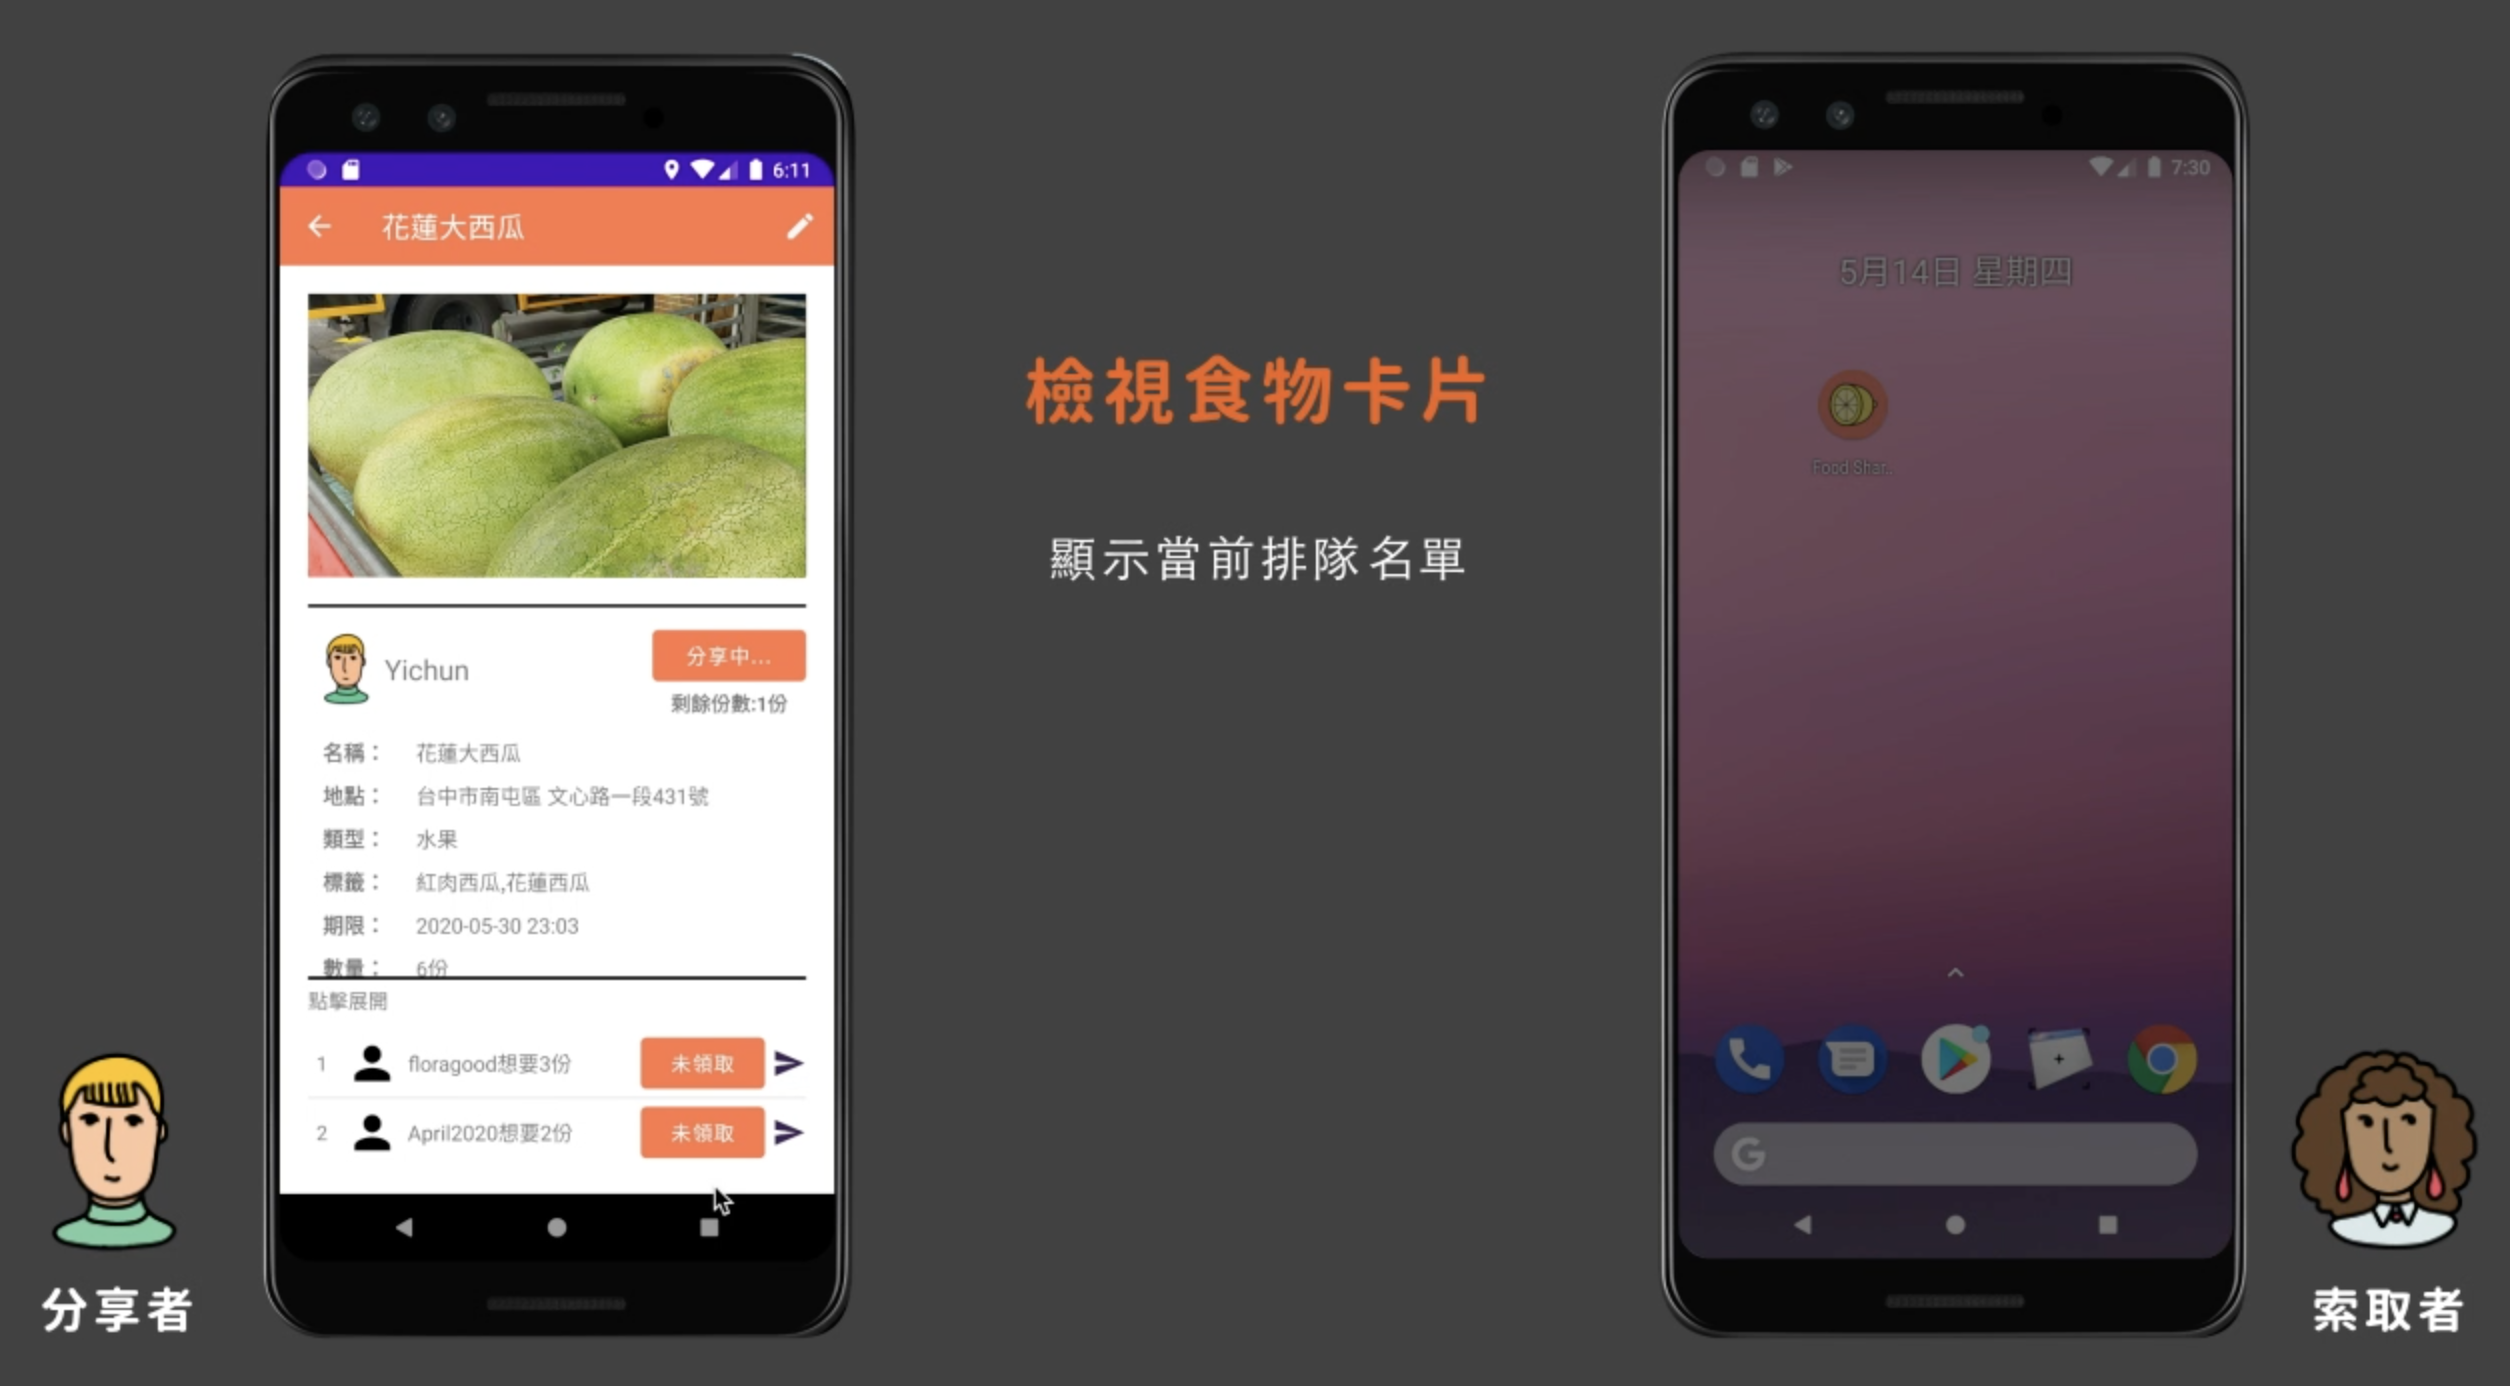 6:11
花蓮大西瓜
Yichun
分享中...
剩餘份數:1份
名稱： 花蓮大西瓜
地點： 台中市南屯區 文心路一段431號
類型： 水果
標籤： 紅肉西瓜,花蓮西瓜
期限： 2020-05-30 23:03
數量： 6份
點擊展開
1 floragood想要3份 未領取
2 April2020想要2份 未領取
分享者
檢視食物卡片
顯示當前排隊名單
7:30
5月14日 星期四
Food Shar..
G
索取者